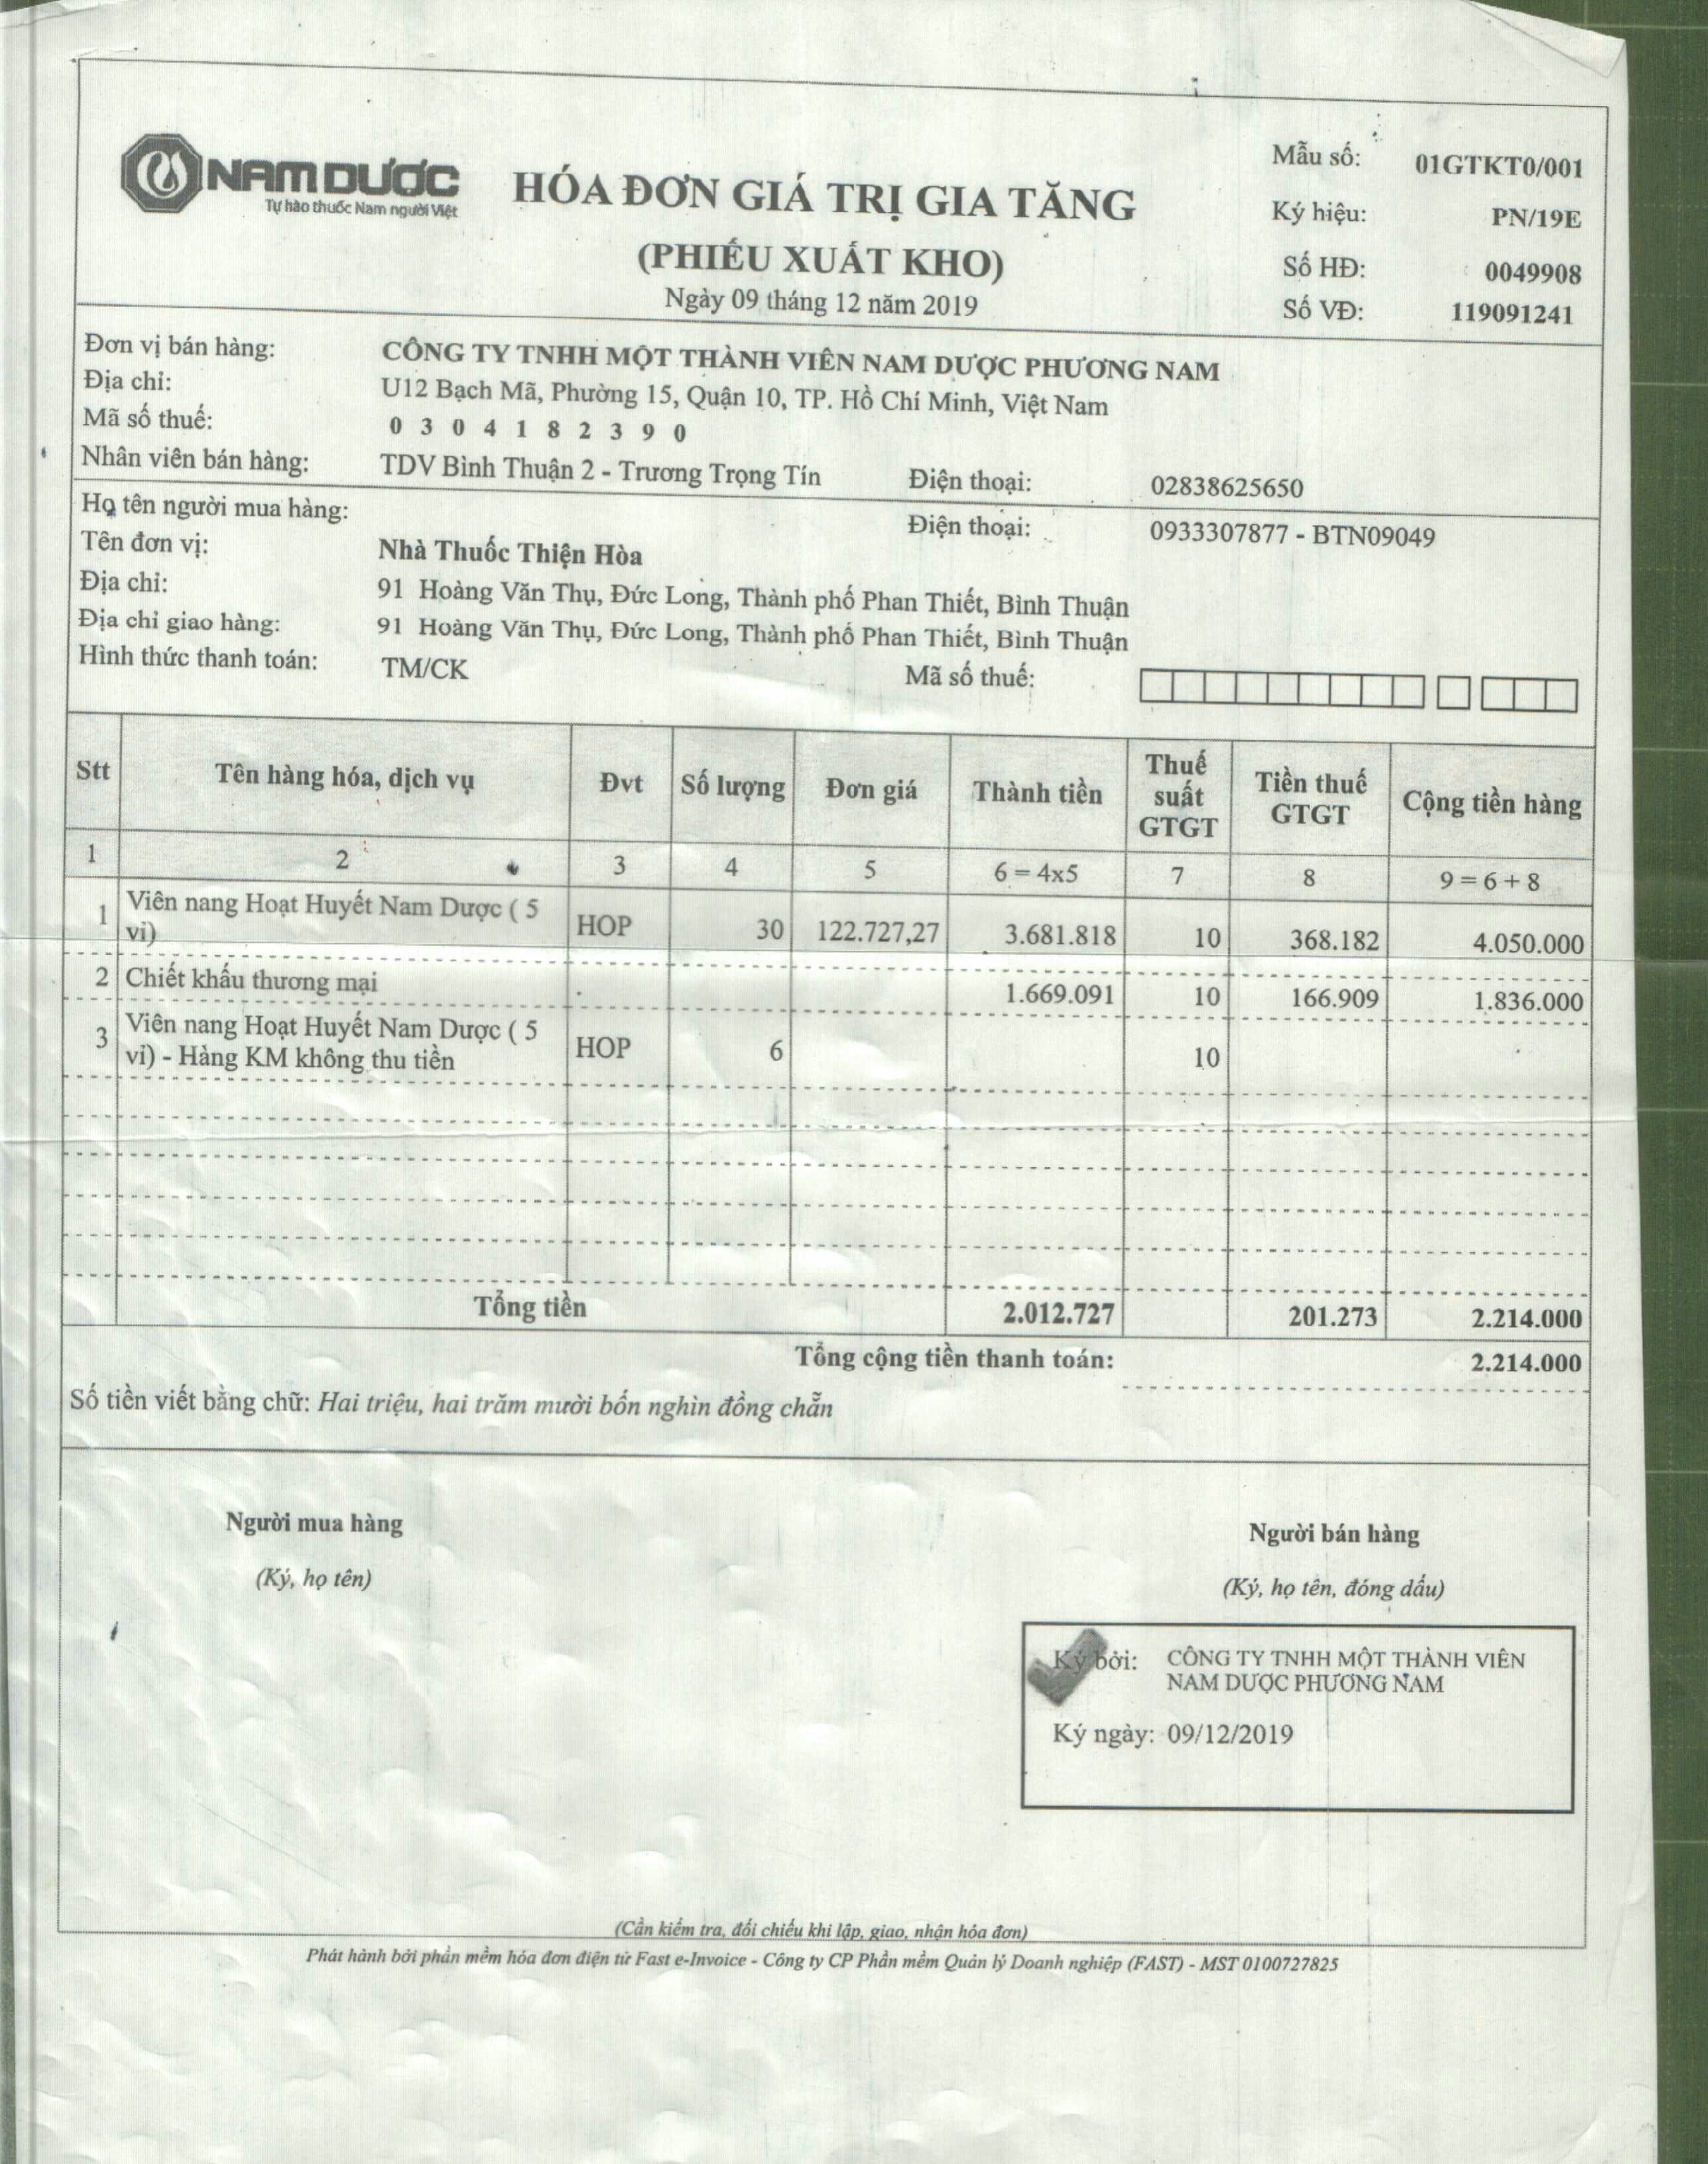 NAM DƯỢC
Tự hào thuốc Nam người Việt
HÓA ĐƠN GIÁ TRỊ GIA TĂNG
(PHIẾU XUẤT KHO)
Ngày 09 tháng 12 năm 2019
Mẫu số: 01GTKT0/001
Ký hiệu: PN/19E
Số HĐ: 0049908
Số VĐ: 119091241
Đơn vị bán hàng: CÔNG TY TNHH MỘT THÀNH VIÊN NAM DƯỢC PHƯƠNG NAM
Địa chỉ: U12 Bạch Mã, Phường 15, Quận 10, TP. Hồ Chí Minh, Việt Nam
Mã số thuế: 0 3 0 4 1 8 2 3 9 0
Nhân viên bán hàng: TDV Bình Thuận 2 - Trương Trọng Tín Điện thoại: 02838625650
Họ tên người mua hàng: Điện thoại: 0933307877 - BTN09049
Tên đơn vị: Nhà Thuốc Thiện Hòa
Địa chỉ: 91 Hoàng Văn Thụ, Đức Long, Thành phố Phan Thiết, Bình Thuận
Địa chỉ giao hàng: 91 Hoàng Văn Thụ, Đức Long, Thành phố Phan Thiết, Bình Thuận
Hình thức thanh toán: TM/CK Mã số thuế:
Stt Tên hàng hóa, dịch vụ Đvt Số lượng Đơn giá Thành tiền Thuế suất GTGT Tiền thuế GTGT Cộng tiền hàng
1 2 3 4 5 6 = 4x5 7 8 9 = 6 + 8
1 Viên nang Hoạt Huyết Nam Dược ( 5 vi) HOP 30 122.727,27 3.681.818 10 368.182 4.050.000
2 Chiết khấu thương mại 1.669.091 10 166.909 1.836.000
3 Viên nang Hoạt Huyết Nam Dược ( 5 vỉ) - Hàng KM không thu tiền HOP 6 10
Tổng tiền 2.012.727 201.273 2.214.000
Tổng cộng tiền thanh toán: 2.214.000
Số tiền viết bằng chữ: Hai triệu, hai trăm mười bốn nghìn đồng chẵn
Người mua hàng
(Ký, họ tên)
Người bán hàng
(Ký, họ tên, đóng dấu)
Ký bởi: CÔNG TY TNHH MỘT THÀNH VIÊN
NAM DƯỢC PHƯƠNG NAM
Ký ngày: 09/12/2019
(Cần kiểm tra, đối chiếu khi lập, giao, nhận hóa đơn)
Phát hành bởi phần mềm hóa đơn điện tử Fast e-Invoice - Công ty CP Phần mềm Quản lý Doanh nghiệp (FAST) - MST 0100727825